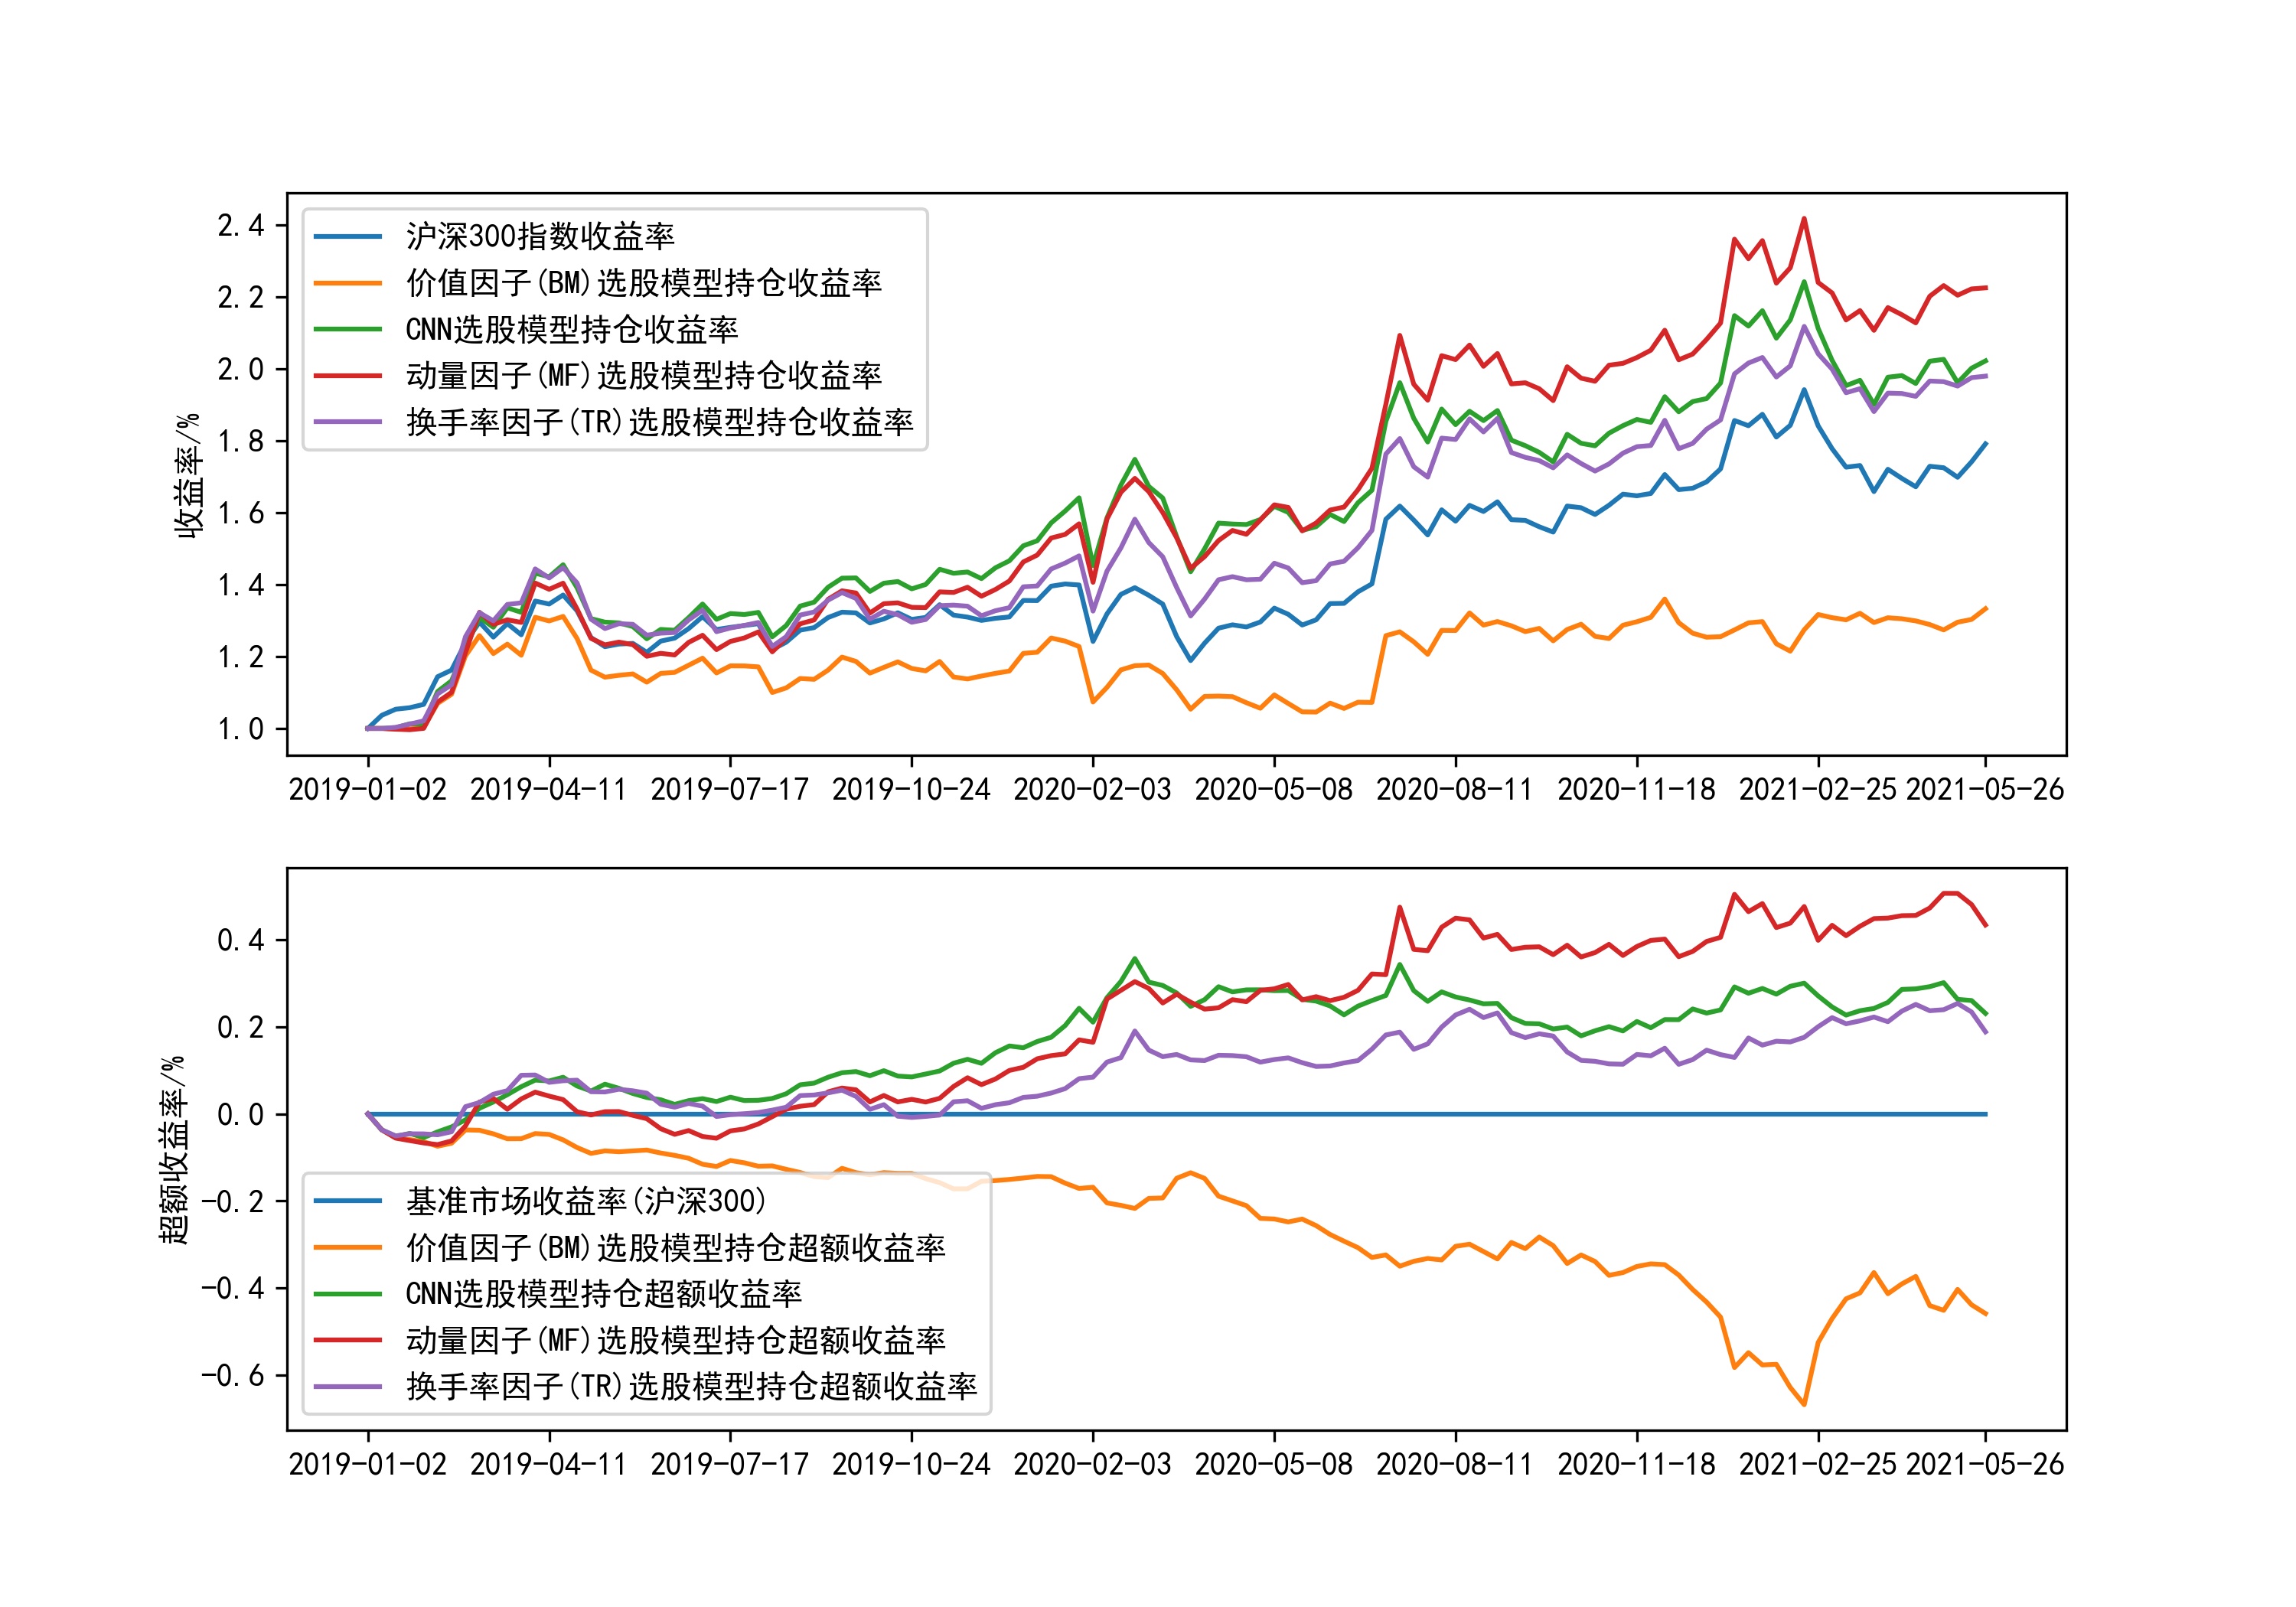 2.4
2.2
2.0
1.8
1.6
1.4
1.2
1.0
收益率/%
沪深300指数收益率
价值因子(BM)选股模型持仓收益率
CNN选股模型持仓收益率
动量因子(MF)选股模型持仓收益率
换手率因子(TR)选股模型持仓收益率
2019-01-02 2019-04-11 2019-07-17 2019-10-24 2020-02-03 2020-05-08 2020-08-11 2020-11-18 2021-02-25 2021-05-26
0.4
0.2
0.0
-0.2
-0.4
-0.6
超额收益率/%
基准市场收益率(沪深300)
价值因子(BM)选股模型持仓超额收益率
CNN选股模型持仓超额收益率
动量因子(MF)选股模型持仓超额收益率
换手率因子(TR)选股模型持仓超额收益率
2019-01-02 2019-04-11 2019-07-17 2019-10-24 2020-02-03 2020-05-08 2020-08-11 2020-11-18 2021-02-25 2021-05-26